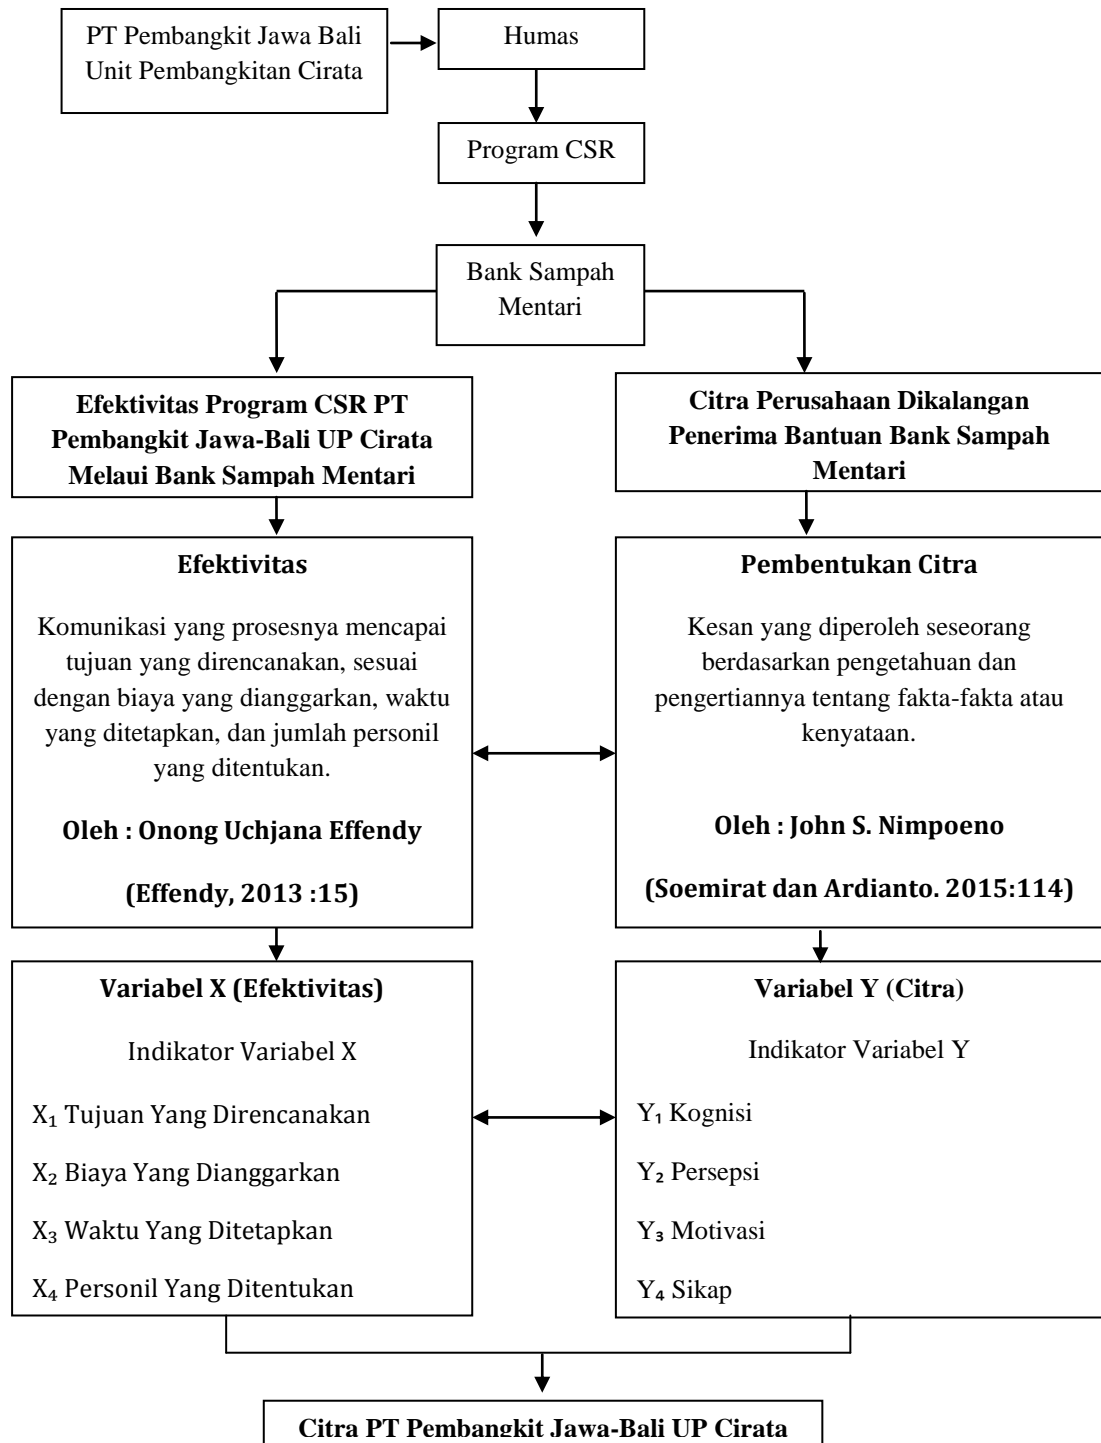 PT Pembangkit Jawa Bali
Unit Pembangkitan Cirata
Humas
Program CSR
Bank Sampah
Mentari
Efektivitas Program CSR PT
Pembangkit Jawa-Bali UP Cirata
Melaui Bank Sampah Mentari
Citra Perusahaan Dikalangan
Penerima Bantuan Bank Sampah
Mentari
Efektivitas
Komunikasi yang prosesnya mencapai
tujuan yang direncanakan, sesuai
dengan biaya yang dianggarkan, waktu
yang ditetapkan, dan jumlah personil
yang ditentukan.
Oleh : Onong Uchjana Effendy
(Effendy, 2013 :15)
Pembentukan Citra
Kesan yang diperoleh seseorang
berdasarkan pengetahuan dan
pengertiannya tentang fakta-fakta atau
kenyataan.
Oleh : John S. Nimpoeno
(Soemirat dan Ardianto. 2015:114)
Variabel X (Efektivitas)
Indikator Variabel X
X₁ Tujuan Yang Direncanakan
X₂ Biaya Yang Dianggarkan
X₃ Waktu Yang Ditetapkan
X₄ Personil Yang Ditentukan
Variabel Y (Citra)
Indikator Variabel Y
Y₁ Kognisi
Y₂ Persepsi
Y₃ Motivasi
Y₄ Sikap
Citra PT Pembangkit Jawa-Bali UP Cirata